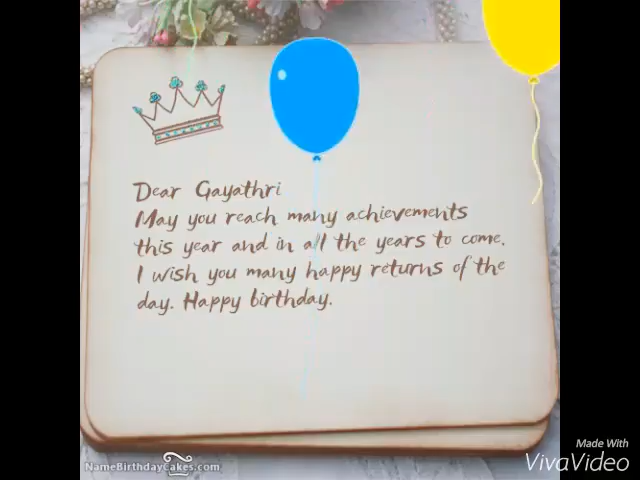 Dear Gayathri
May you reach many achievements
this year and in all the years to come.
I wish you many happy returns of the
day. Happy birthday.
NameBirthdayCakes.com
Made With
VivaVideo